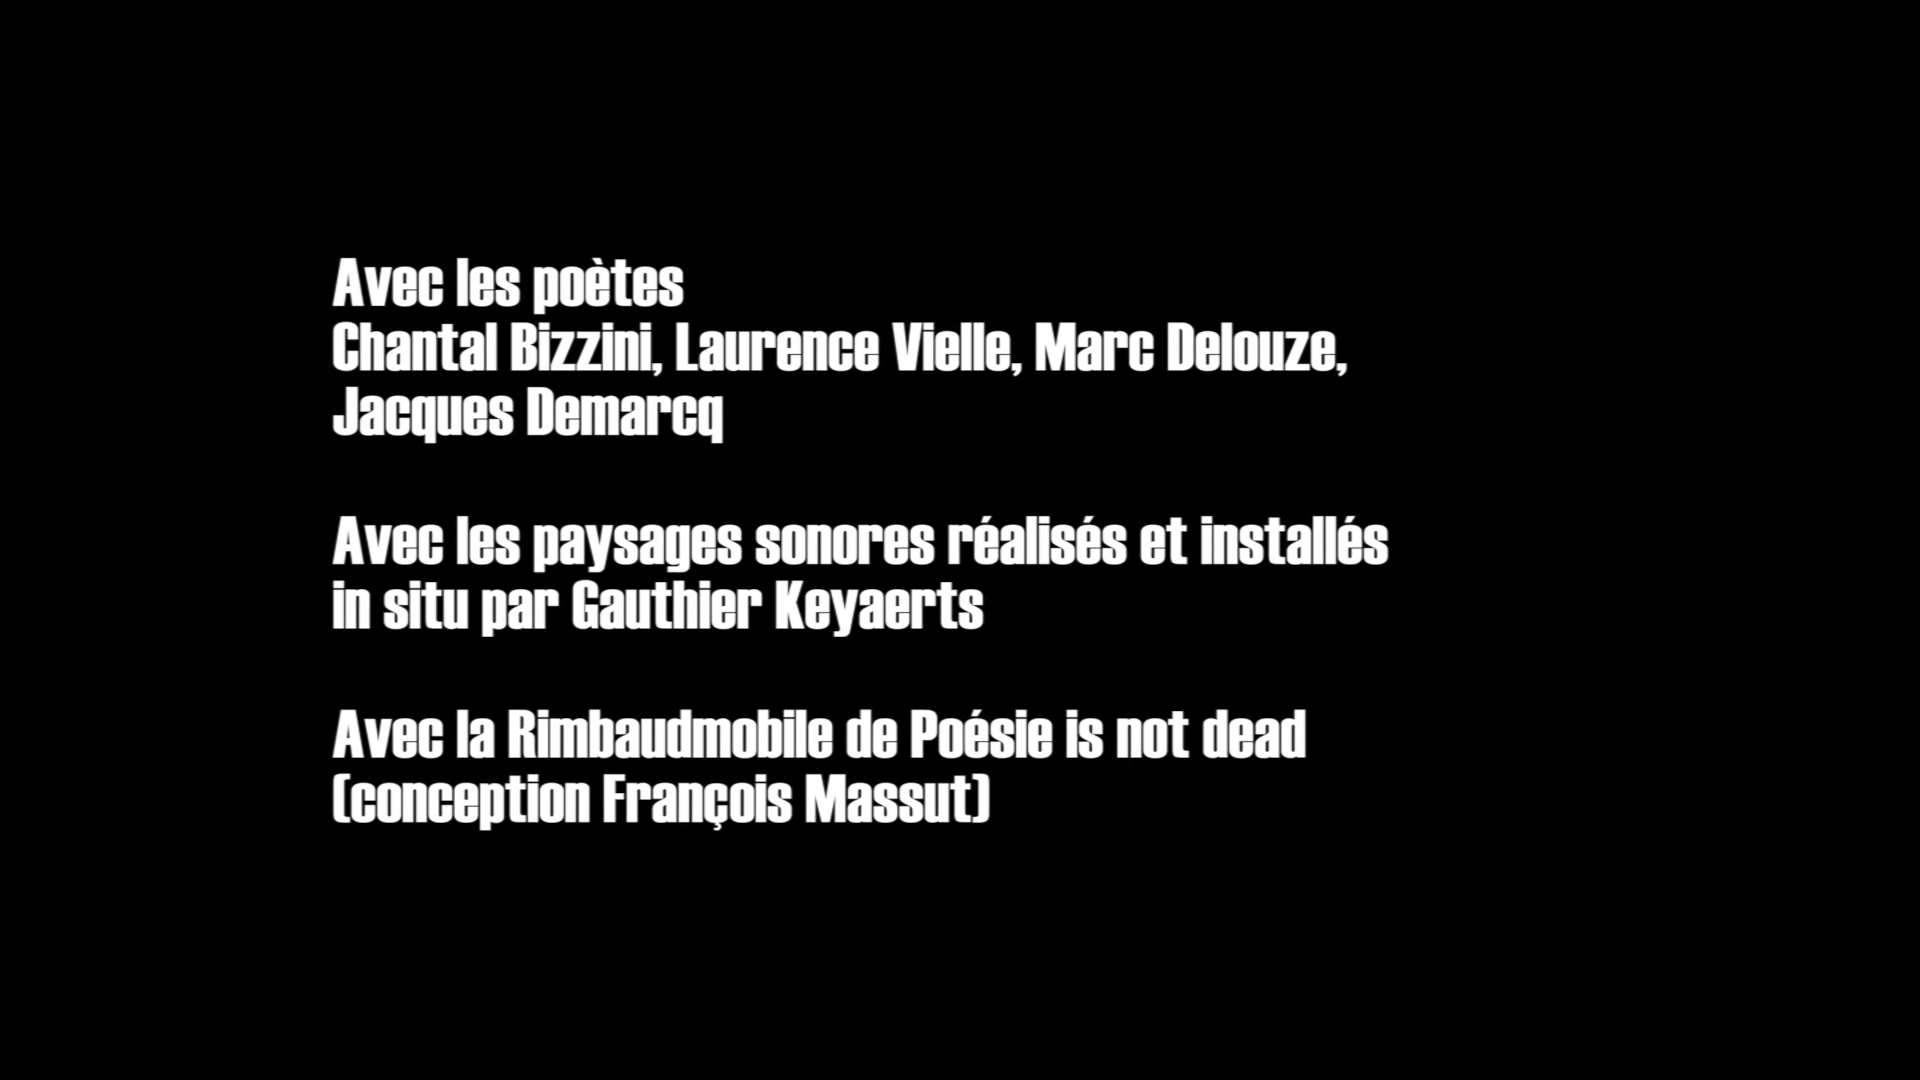 Avec les poètes
Chantal Bizzini, Laurence Vielle, Marc Delouze,
Jacques Demarcq
Avec les paysages sonores réalisés et installés
in situ par Gauthier Keyaerts
Avec la Rimbaudmobile de Poésie is not dead
(conception François Massut)